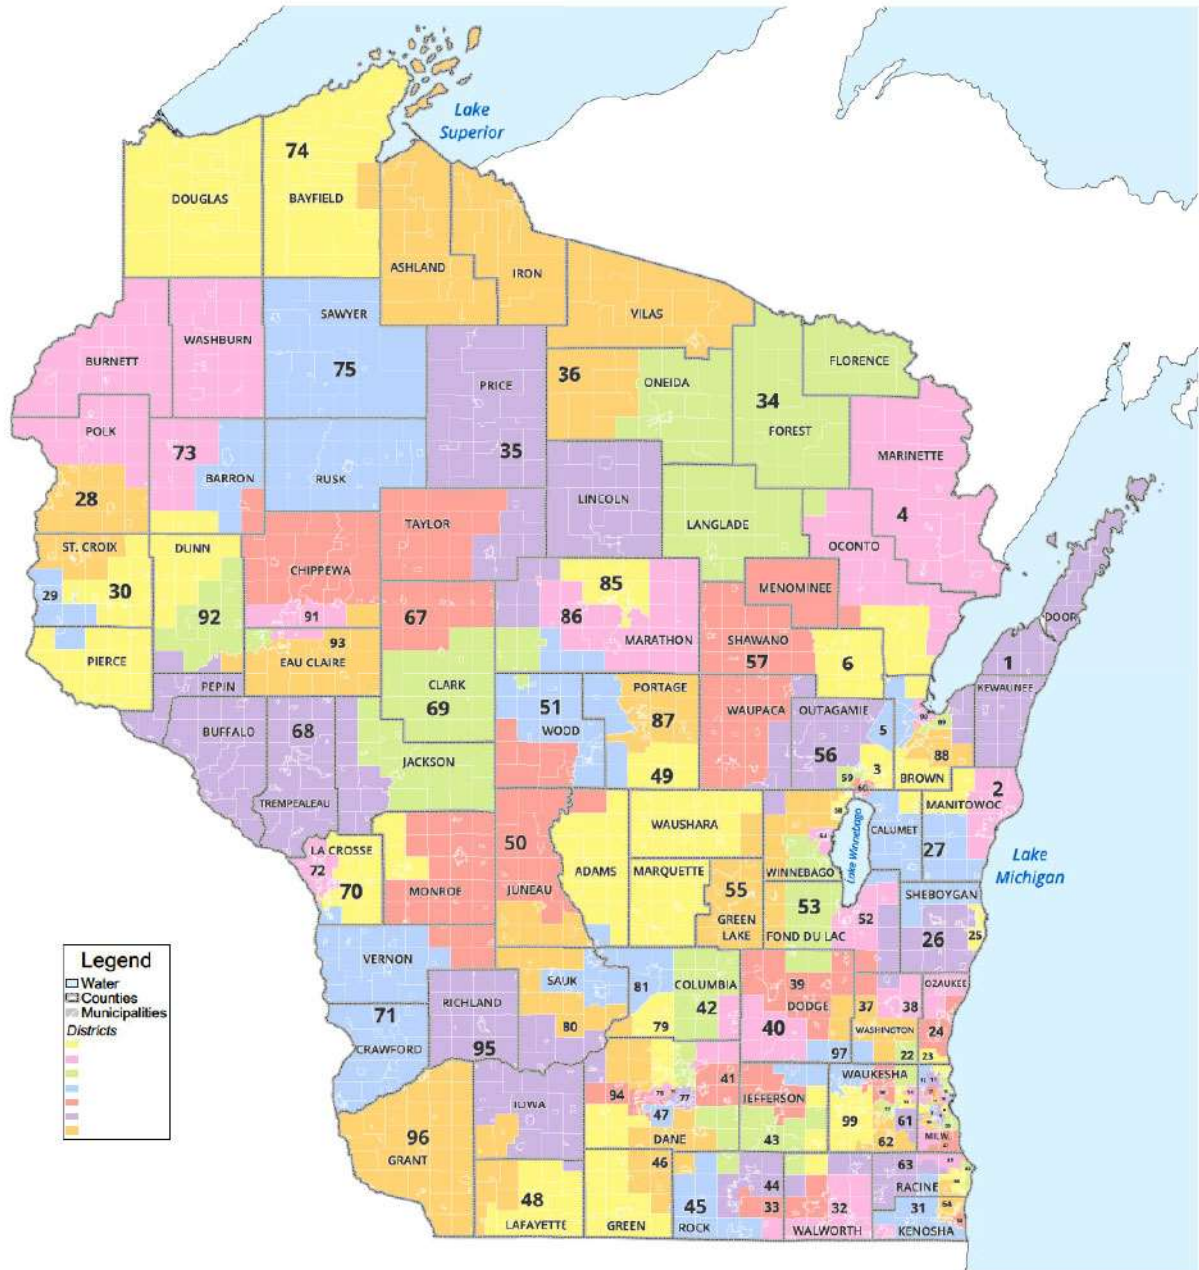 Lake
Superior
74
DOUGLAS
BAYFIELD
ASHLAND
IRON
VILAS
SAWYER
WASHBURN
BURNETT
75
36
ONEIDA
FLORENCE
PRICE
34
FOREST
POLK
73
35
MARINETTE
BARRON
RUSK
28
LINCOLN
4
TAYLOR
LANGLADE
ST. CROIX
DUNN
OCONTO
CHIPPEWA
85
MENOMINEE
29
30
92
91
67
86
DOOR
93
MARATHON
SHAWANO
PIERCE
EAU CLAIRE
57
6
1
PEPIN
CLARK
PORTAGE
KEWAUNEE
69
51
WAUPACA
OUTAGAMIE
BUFFALO
68
WOOD
87
5
90
89
JACKSON
56
88
49
59
3
BROWN
TREMPEALEAU
2
MANITOWOC
WAUSHARA
CALUMET
50
27
LA CROSSE
72
Lake Winnebago
Lake
Michigan
70
MONROE
JUNEAU
ADAMS
MARQUETTE
WINNEBAGO
55
SHEBOYGAN
GREEN
LAKE
53
52
FOND DU LAC
26
25
VERNON
SAUK
81
COLUMBIA
39
OZAUKEE
RICHLAND
42
DODGE
37
38
71
80
79
40
WASHINGTON
24
CRAWFORD
95
97
22
23
WAUKESHA
41
94
JEFFERSON
77
IOWA
47
99
61
96
DANE
43
62
MILW.
GRANT
46
63
44
RACINE
48
45
33
32
31
LAFAYETTE
GREEN
ROCK
WALWORTH
KENOSHA
Legend
Water
Counties
Municipalities
Districts